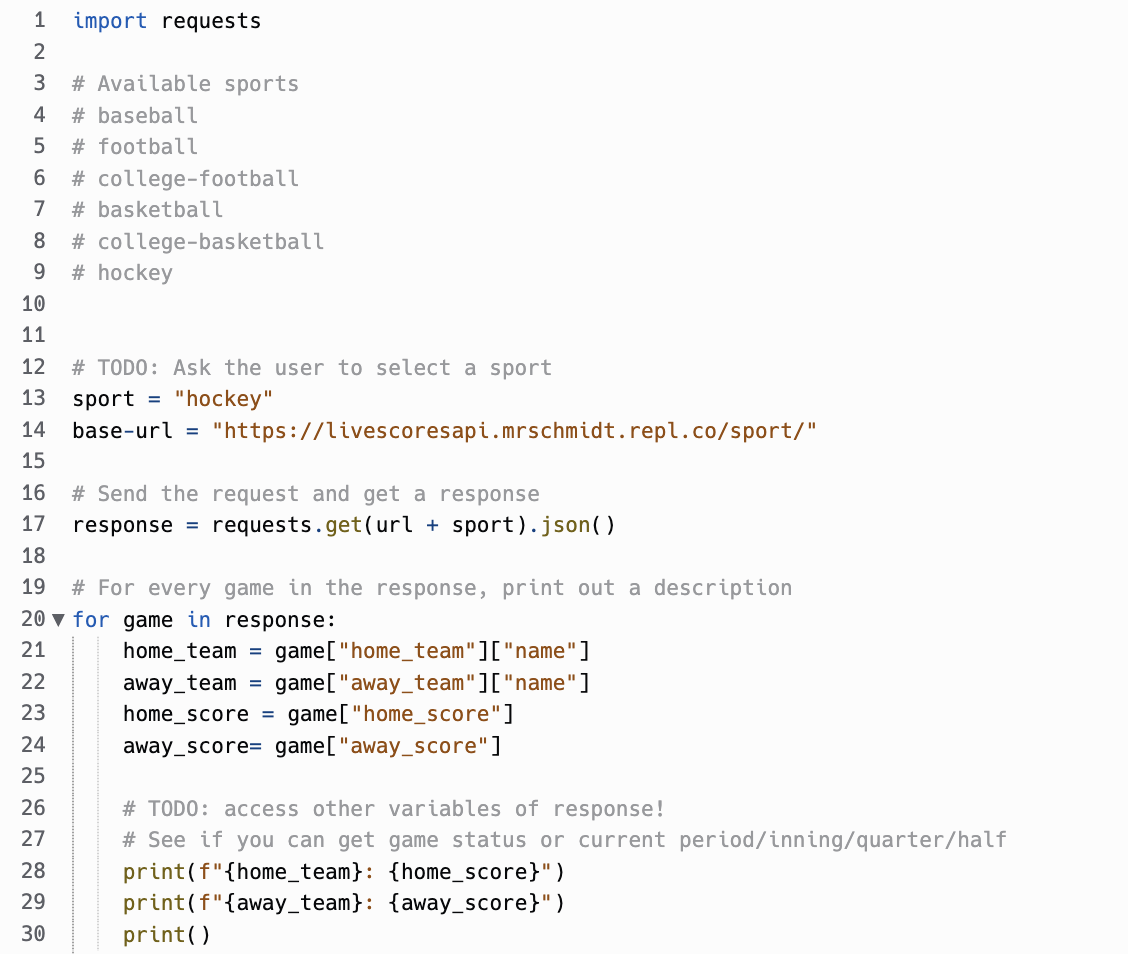 1 import requests
2
3 # Available sports
4 # baseball
5 # football
6 # college-football
7 # basketball
8 # college-basketball
9 # hockey
10
11
12 # TODO: Ask the user to select a sport
13 sport = "hockey"
14 base-url = "https://livescoresapi.mrschmidt.repl.co/sport/"
15
16 # Send the request and get a response
17 response = requests.get(url + sport).json()
18
19 # For every game in the response, print out a description
20 ▼ for game in response:
21     home_team = game["home_team"]["name"]
22     away_team = game["away_team"]["name"]
23     home_score = game["home_score"]
24     away_score= game["away_score"]
25
26     # TODO: access other variables of response!
27     # See if you can get game status or current period/inning/quarter/half
28     print(f"{home_team}: {home_score}")
29     print(f"{away_team}: {away_score}")
30     print()